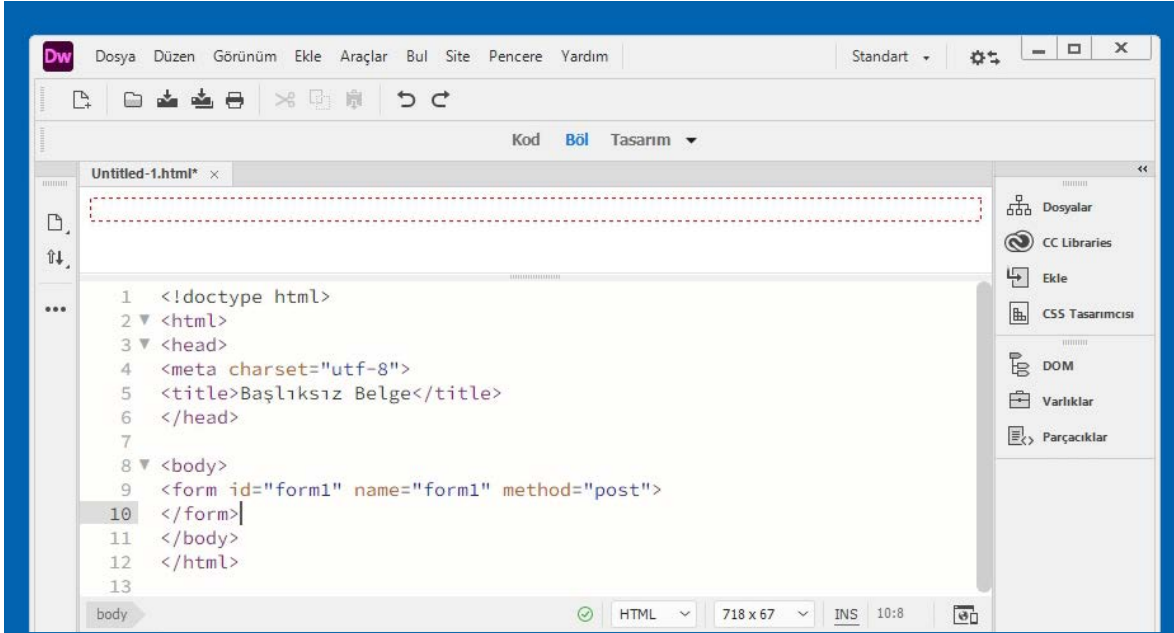 Dw Dosya Düzen Görünüm Ekle Araçlar Bul Site Pencere Yardım Standart
Kod Böl Tasarım
Untitled-1.html*
Dosyalar
CC Libraries
Ekle
CSS Tasarımcısı
DOM
Varlıklar
Parçacıklar
1 <!doctype html>
2 <html>
3 <head>
4 <meta charset="utf-8">
5 <title>Başlıksız Belge</title>
6 </head>
7
8 <body>
9 <form id="form1" name="form1" method="post">
10 </form>
11 </body>
12 </html>
13
body HTML 718 x 67 INS 10:8